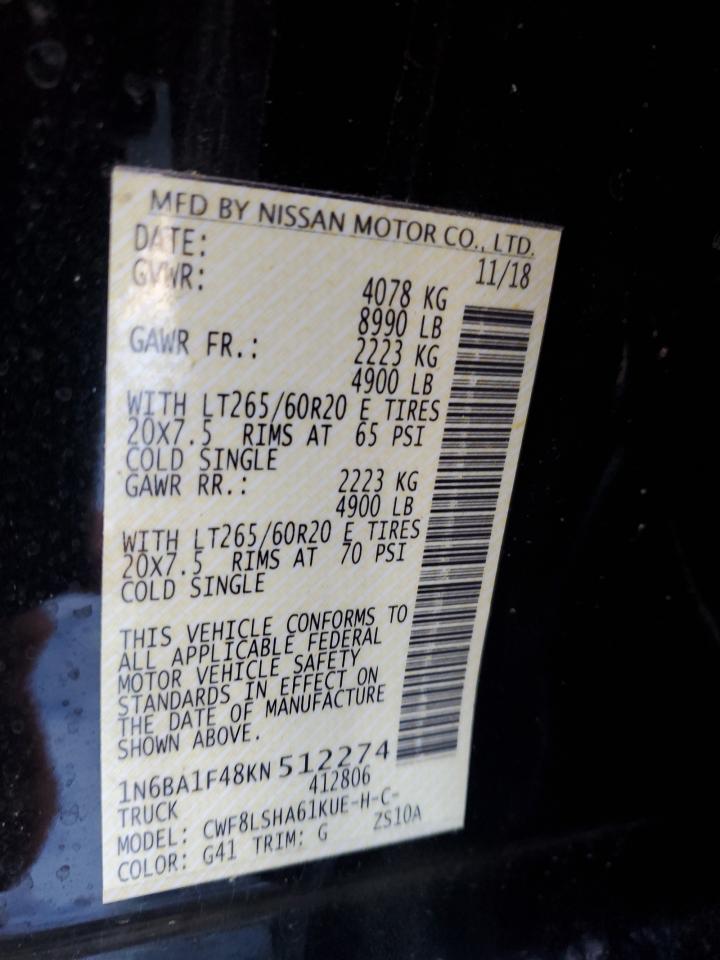 MFD BY NISSAN MOTOR CO., LTD.
DATE: 11/18
GVWR: 4078 KG
8990 LB
GAWR FR.: 2223 KG
4900 LB
WITH LT265/60R20 E TIRES
20X7.5 RIMS AT 65 PSI
COLD SINGLE
GAWR RR.: 2223 KG
4900 LB
WITH LT265/60R20 E TIRES
20X7.5 RIMS AT 70 PSI
COLD SINGLE
THIS VEHICLE CONFORMS TO
ALL APPLICABLE FEDERAL
MOTOR VEHICLE SAFETY
STANDARDS IN EFFECT ON
THE DATE OF MANUFACTURE
SHOWN ABOVE.
1N6BA1F48KN512274
TRUCK 412806
MODEL: CWF8LSHA61KUE-H-C-
COLOR: G41 TRIM: G ZS10A